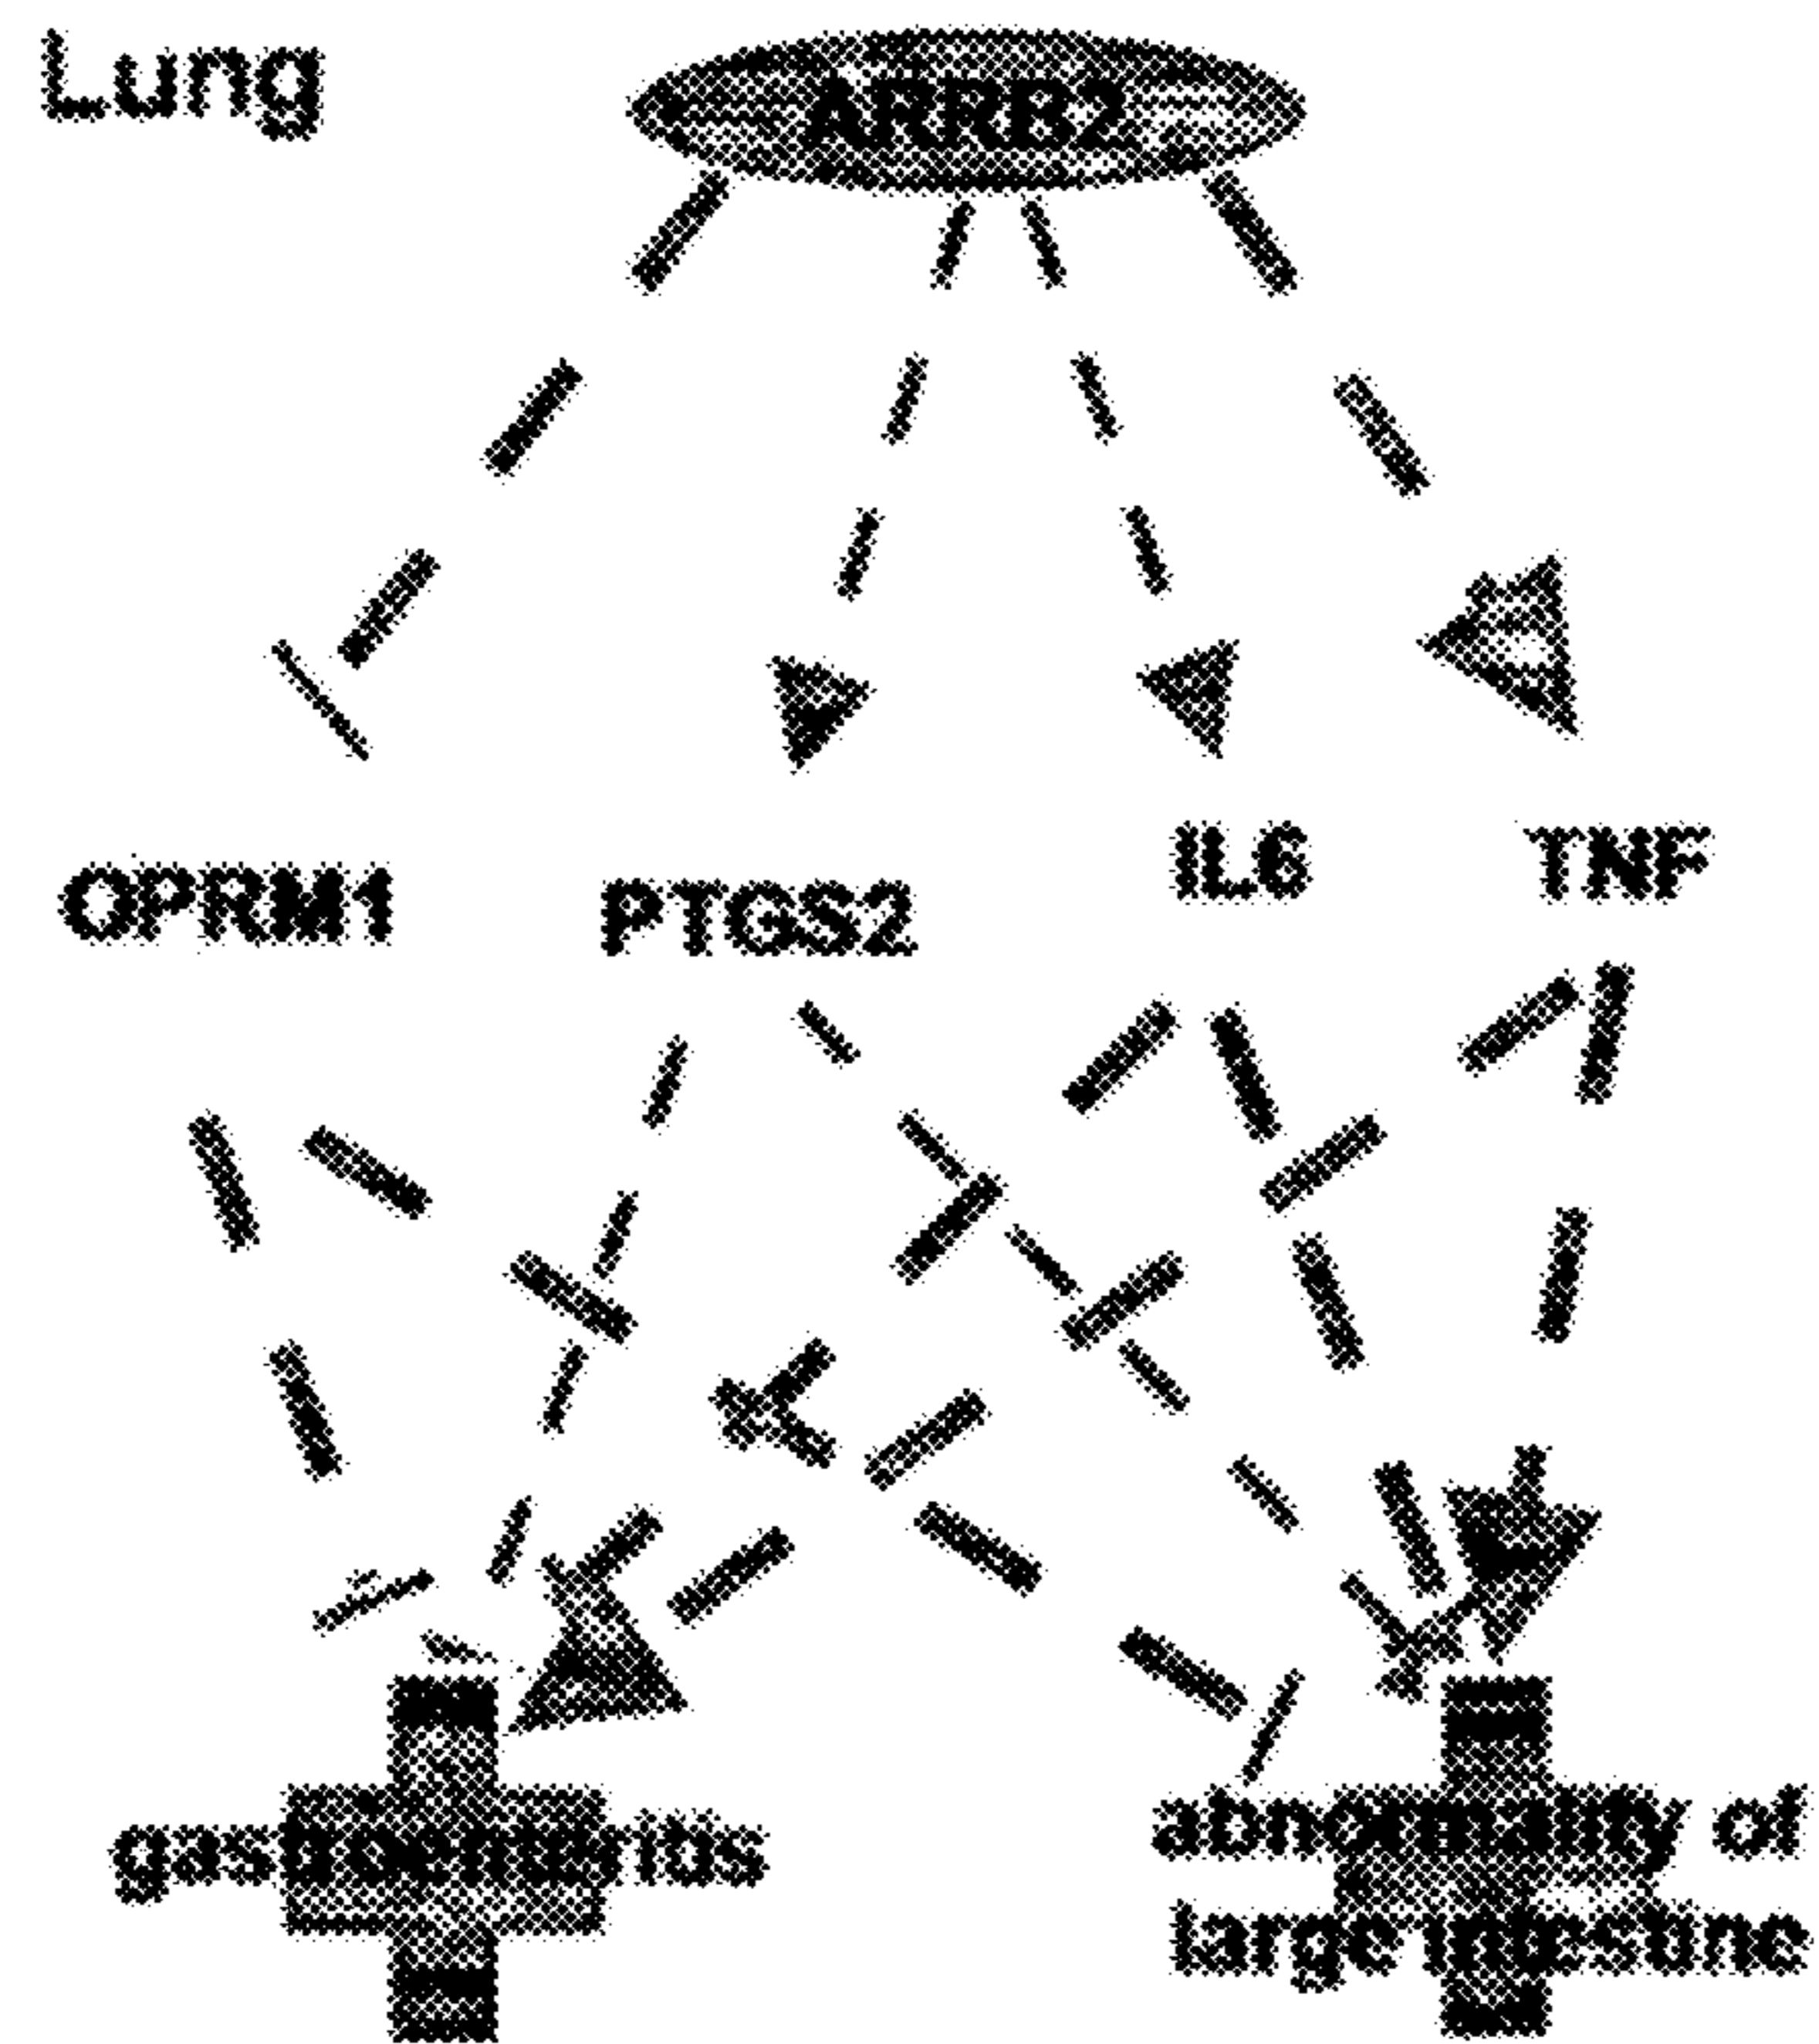 Lung
ARRB2
OPRM1 PTGS2 IL6 TNF
gastroenteritis
abnormality of
large intestine